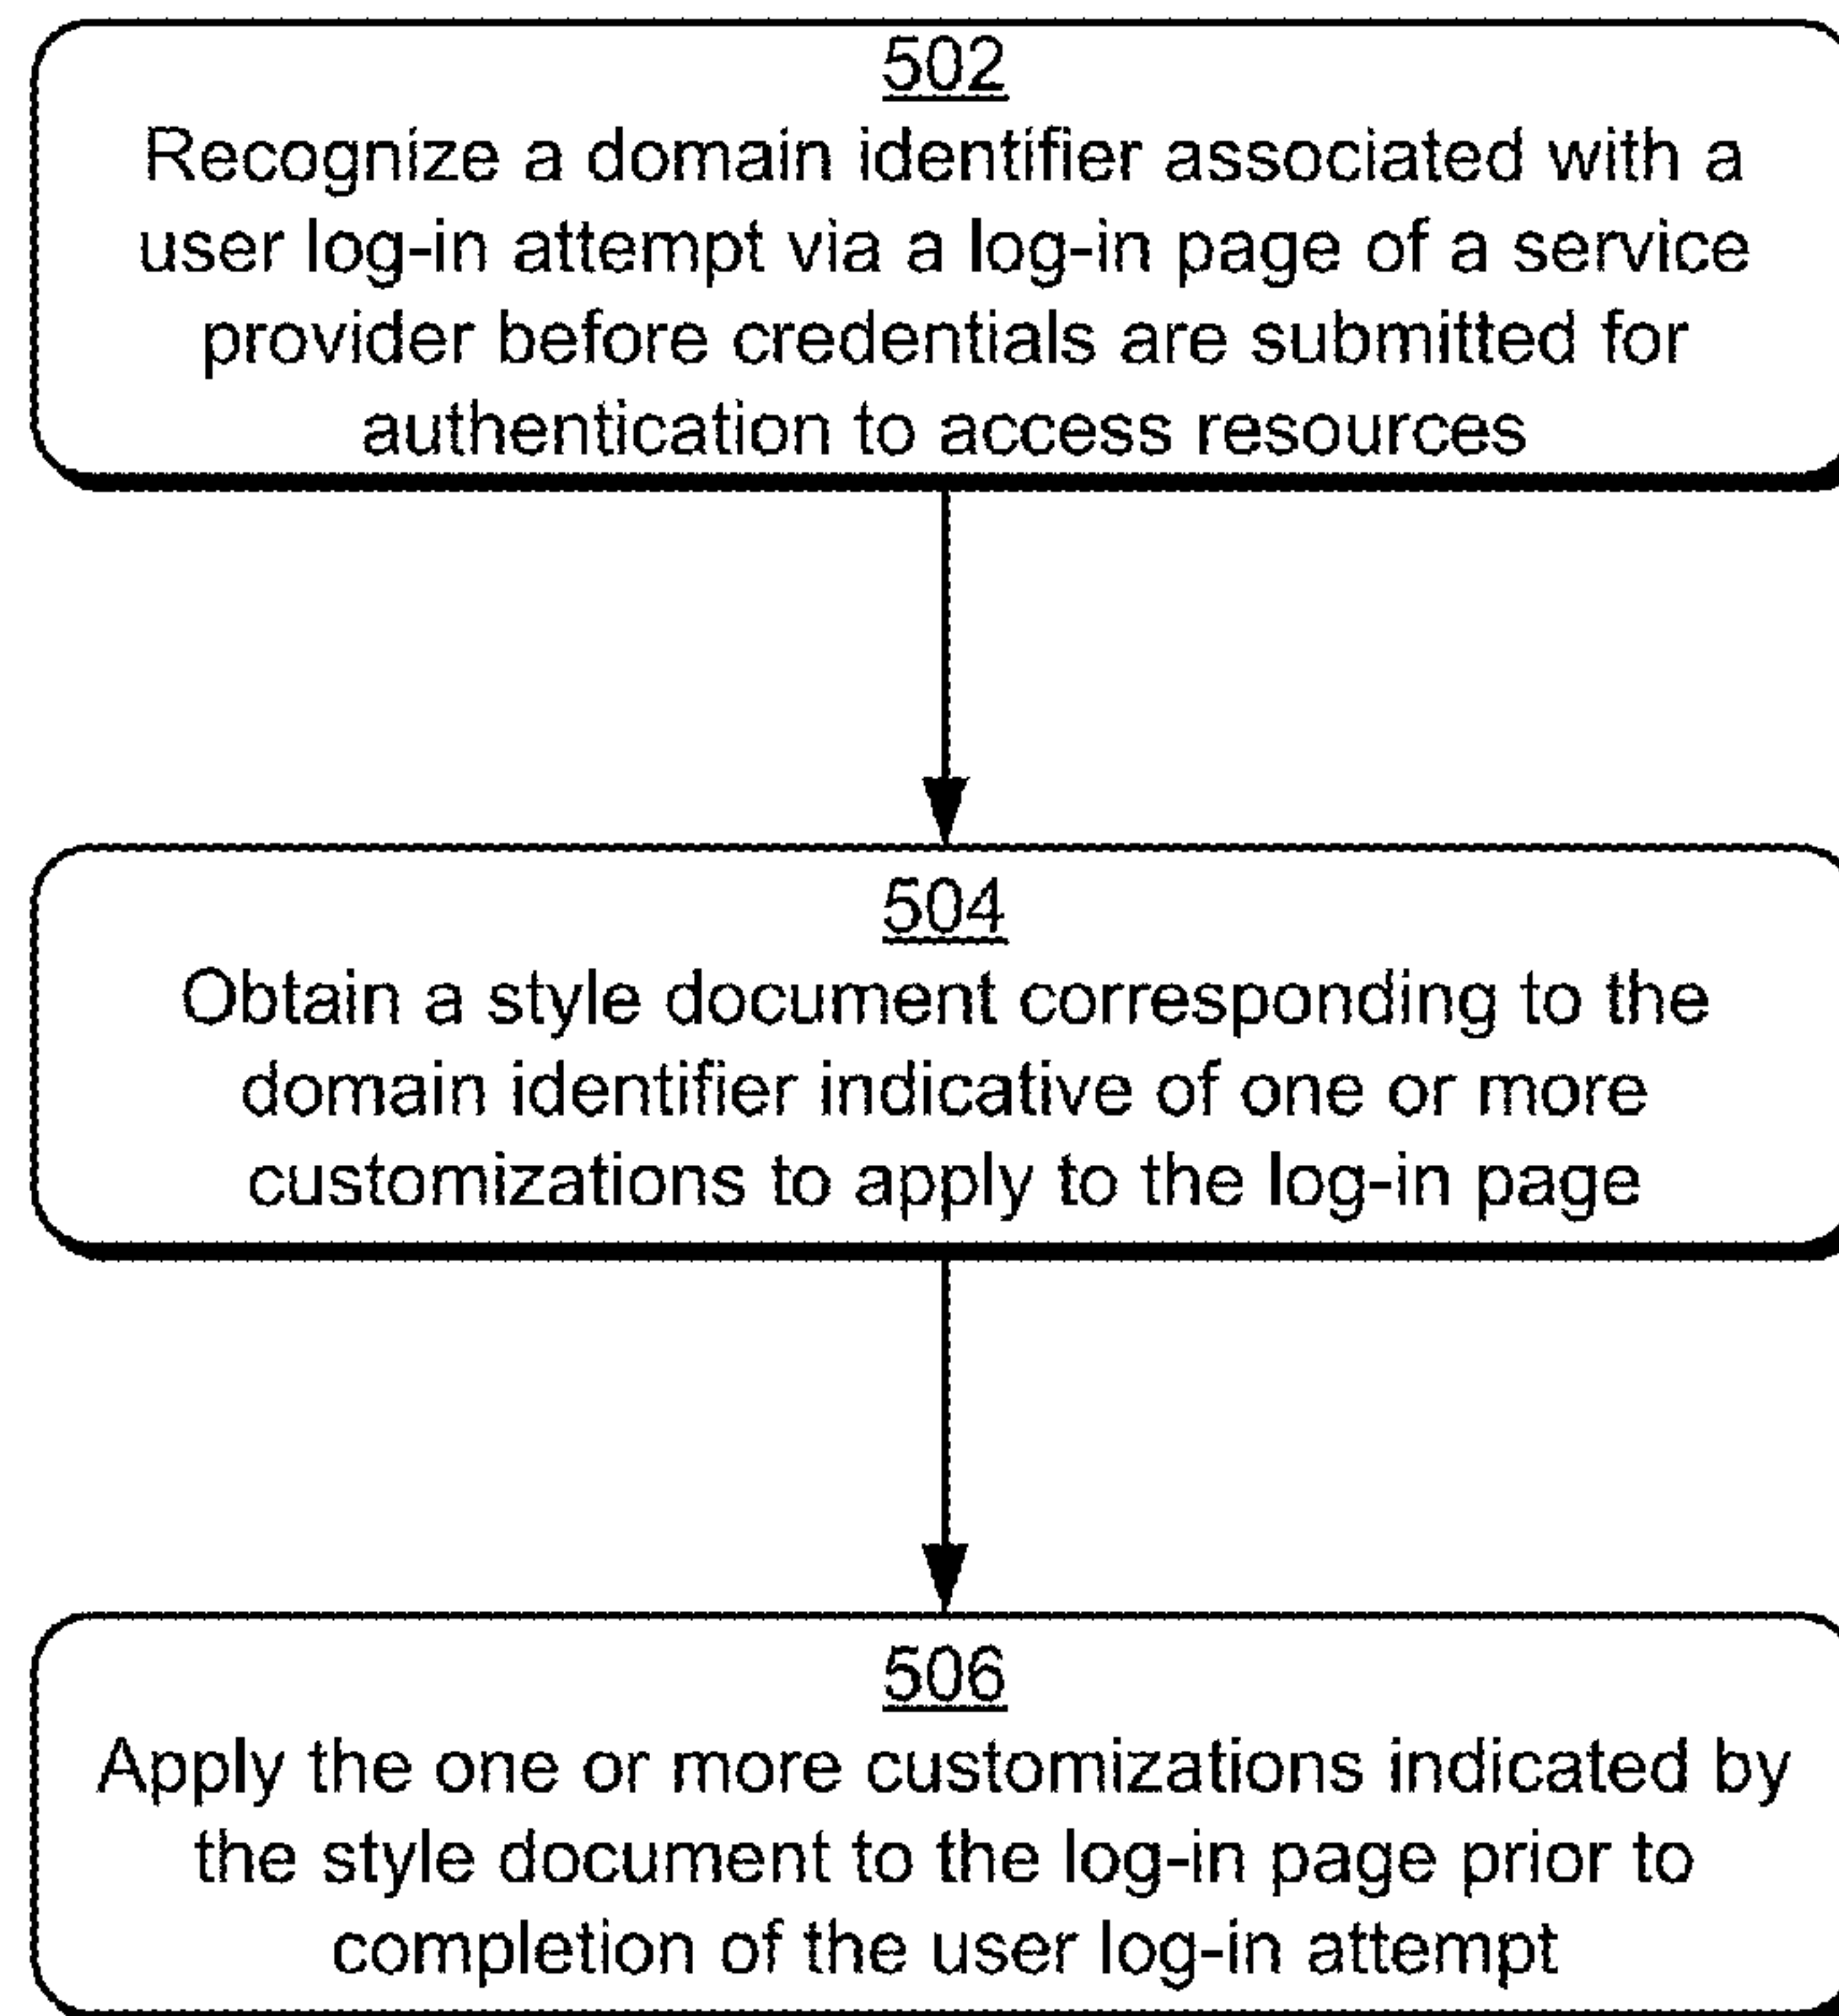 502
Recognize a domain identifier associated with a
user log-in attempt via a log-in page of a service
provider before credentials are submitted for
authentication to access resources
504
Obtain a style document corresponding to the
domain identifier indicative of one or more
customizations to apply to the log-in page
506
Apply the one or more customizations indicated by
the style document to the log-in page prior to
completion of the user log-in attempt